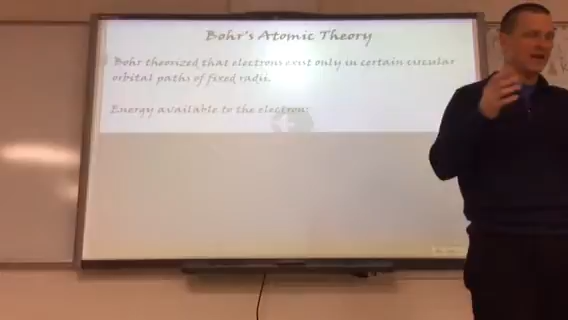 Bohr's Atomic Theory
Bohr theorized that electrons exist only in certain circular
orbital paths of fixed radii.
Energy available to the electron: